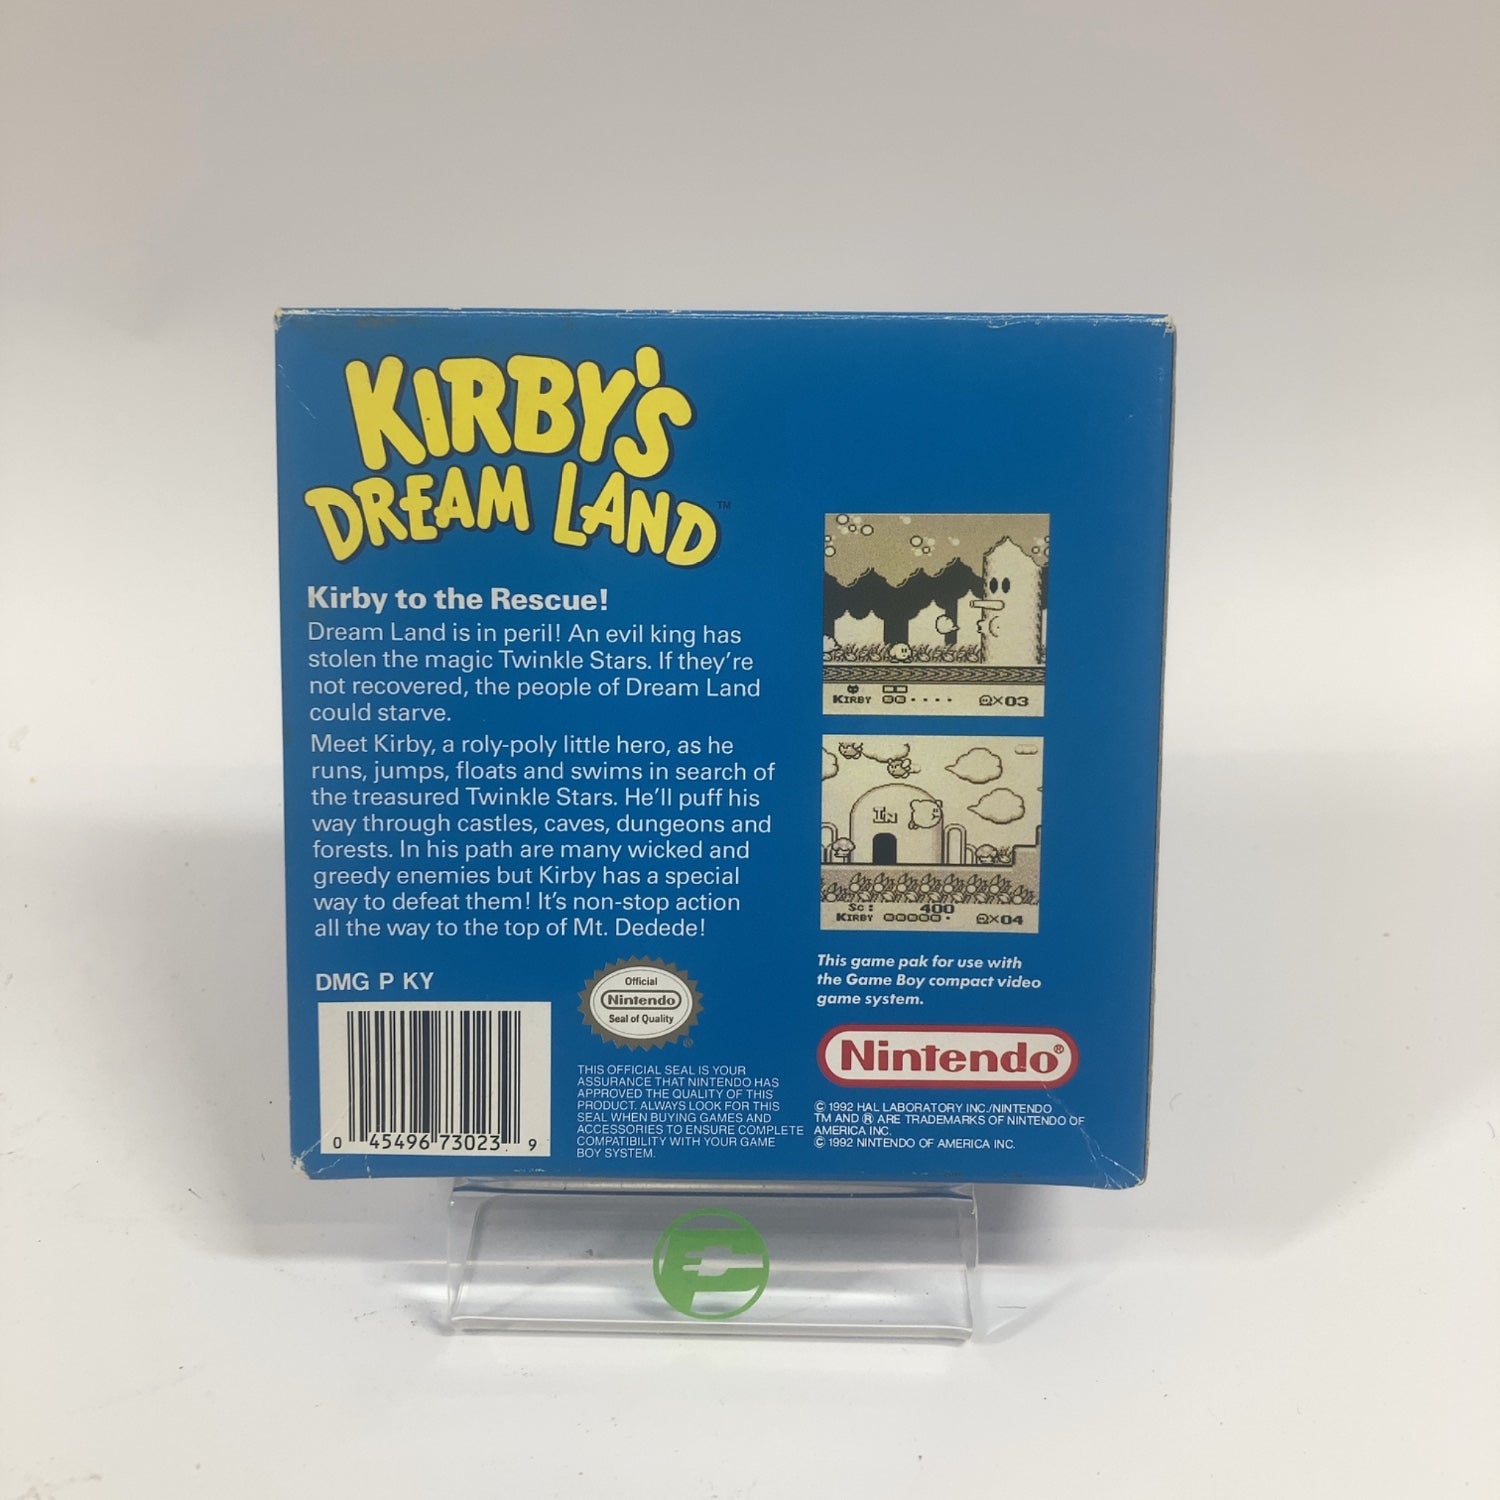 KIRBY'S
DREAM LAND™
Kirby to the Rescue!
Dream Land is in peril! An evil king has
stolen the magic Twinkle Stars. If they're
not recovered, the people of Dream Land
could starve.
Meet Kirby, a roly-poly little hero, as he
runs, jumps, floats and swims in search of
the treasured Twinkle Stars. He'll puff his
way through castles, caves, dungeons and
forests. In his path are many wicked and
greedy enemies but Kirby has a special
way to defeat them! It's non-stop action
all the way to the top of Mt. Dedede!
DMG P KY
0 45496 73023 9
Official
Nintendo
Seal of Quality
®
THIS OFFICIAL SEAL IS YOUR
ASSURANCE THAT NINTENDO HAS
APPROVED THE QUALITY OF THIS
PRODUCT. ALWAYS LOOK FOR THIS
SEAL WHEN BUYING GAMES AND
ACCESSORIES TO ENSURE COMPLETE
COMPATIBILITY WITH YOUR GAME
BOY SYSTEM.
KIRBY ×03
IN
Sc: 400
KIRBY ×04
This game pak for use with
the Game Boy compact video
game system.
Nintendo®
© 1992 HAL LABORATORY INC./NINTENDO
TM AND ® ARE TRADEMARKS OF NINTENDO OF
AMERICA INC.
© 1992 NINTENDO OF AMERICA INC.